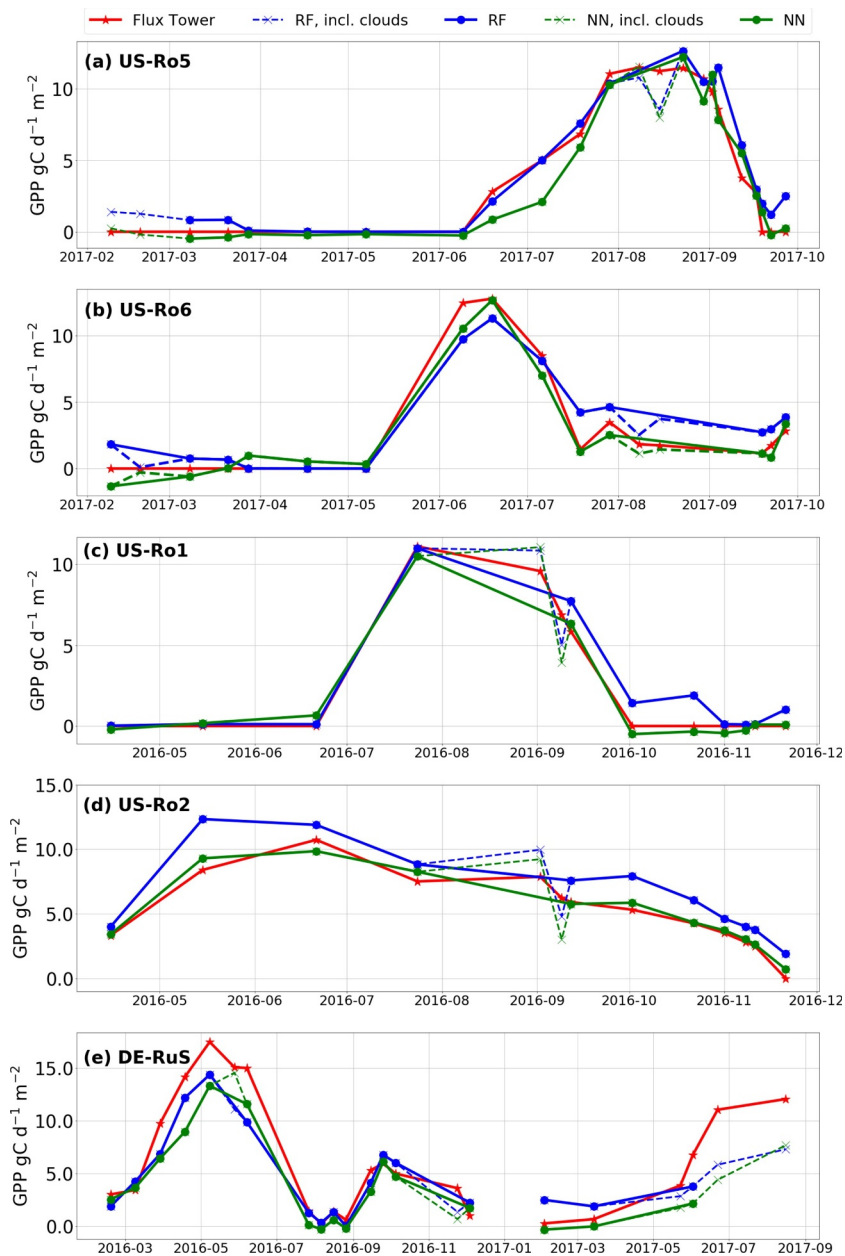 Flux Tower RF, incl. clouds RF NN, incl. clouds NN
(a) US-Ro5
GPP gC d⁻¹ m⁻²
10
5
0
2017-02 2017-03 2017-04 2017-05 2017-06 2017-07 2017-08 2017-09 2017-10
(b) US-Ro6
GPP gC d⁻¹ m⁻²
10
5
0
2017-02 2017-03 2017-04 2017-05 2017-06 2017-07 2017-08 2017-09 2017-10
(c) US-Ro1
GPP gC d⁻¹ m⁻²
10
5
0
2016-05 2016-06 2016-07 2016-08 2016-09 2016-10 2016-11 2016-12
(d) US-Ro2
GPP gC d⁻¹ m⁻²
15.0
10.0
5.0
0.0
2016-05 2016-06 2016-07 2016-08 2016-09 2016-10 2016-11 2016-12
(e) DE-RuS
GPP gC d⁻¹ m⁻²
15.0
10.0
5.0
0.0
2016-03 2016-05 2016-07 2016-09 2016-11 2017-01 2017-03 2017-05 2017-07 2017-09